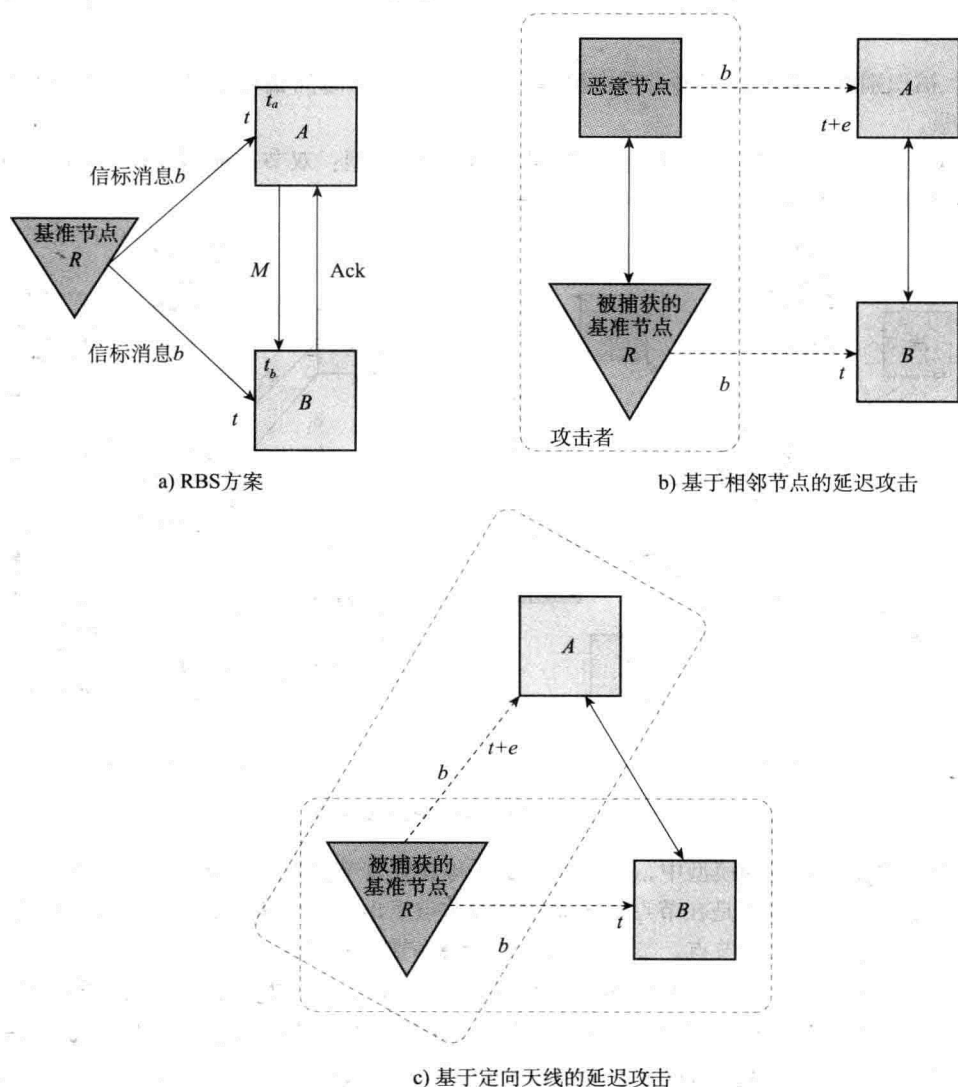 t_a
t
A
信标消息b
基准节点
R
M
Ack
信标消息b
t_b
t
B
a) RBS方案
恶意节点
b
A
t+e
被捕获的
基准节点
R
b
t
B
攻击者
b) 基于相邻节点的延迟攻击
A
t+e
b
被捕获的
基准节点
R
b
t
B
c) 基于定向天线的延迟攻击